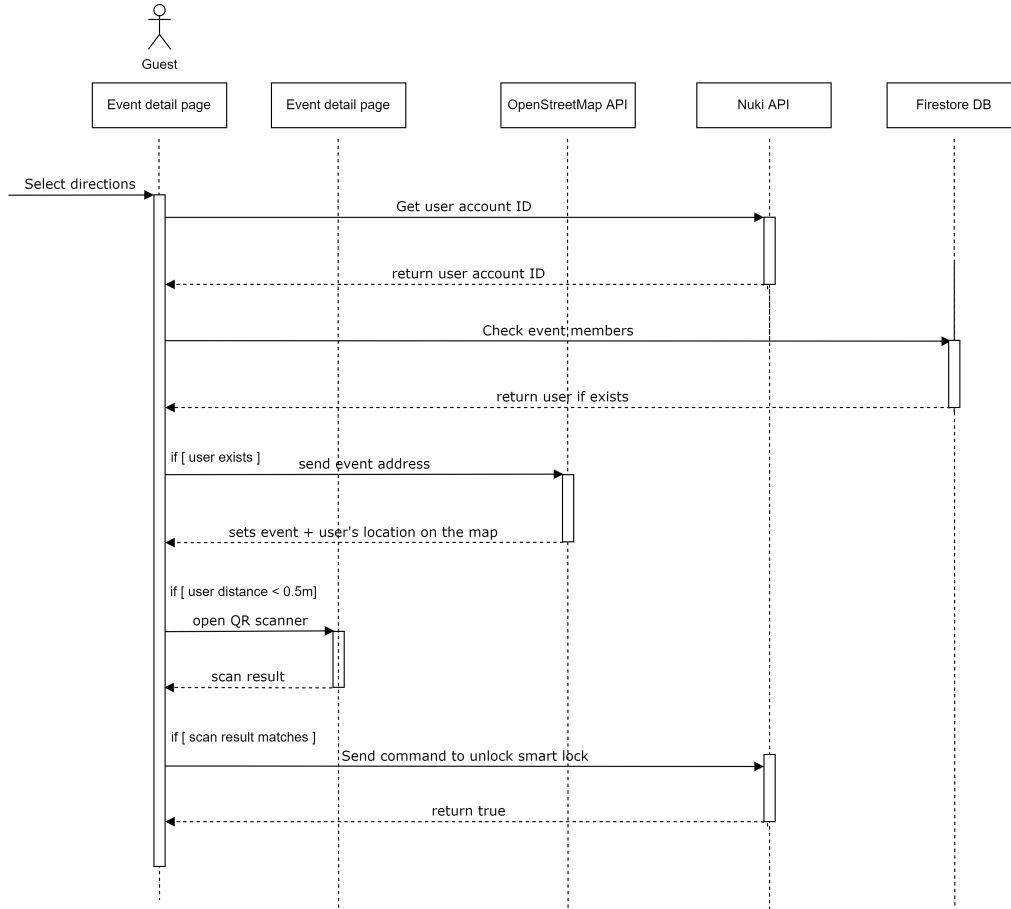 Guest
Event detail page
Event detail page
OpenStreetMap API
Nuki API
Firestore DB
Select directions
Get user account ID
return user account ID
Check event members
return user if exists
if [ user exists ]
send event address
sets event + user's location on the map
if [ user distance < 0.5m]
open QR scanner
scan result
if [ scan result matches ]
Send command to unlock smart lock
return true